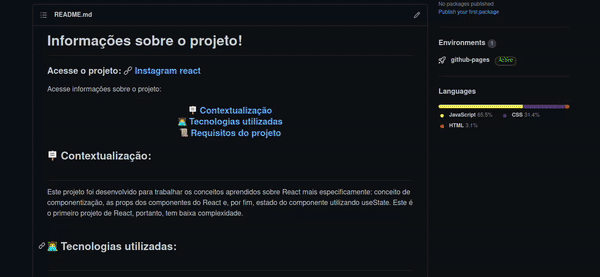 README.md
Informações sobre o projeto!
Acesse o projeto: Instagram react
Acesse informações sobre o projeto:
Contextualização
Tecnologias utilizadas
Requisitos do projeto
Contextualização:
Este projeto foi desenvolvido para trabalhar os conceitos aprendidos sobre React mais especificamente: conceito de
componentização, as props dos componentes do React e, por fim, estado do componente utilizando useState. Este é
o primeiro projeto de React, portanto, tem baixa complexidade.
Tecnologias utilizadas:
No packages published
Publish your first package
Environments 1
github-pages Active
Languages
JavaScript 65.5% CSS 31.4%
HTML 3.1%